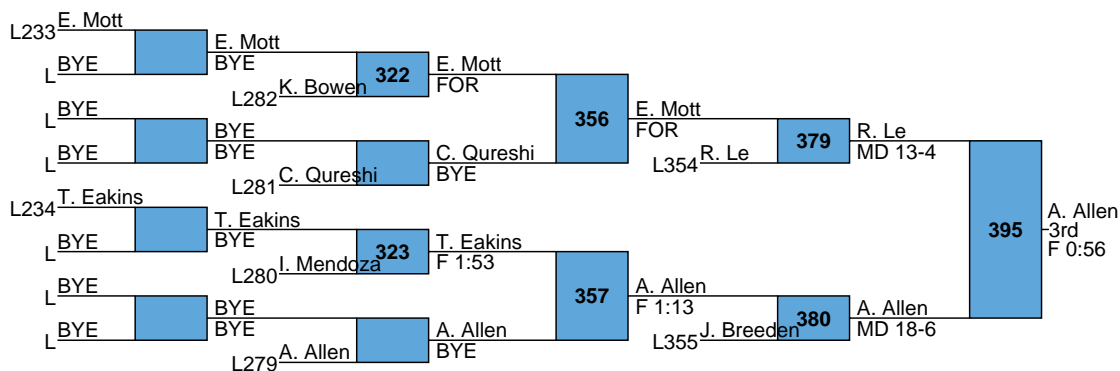 L233 E. Mott
L BYE
E. Mott
BYE
322
L282 K. Bowen
E. Mott
FOR
L BYE
L BYE
BYE
BYE
L281 C. Qureshi
C. Qureshi
BYE
356
E. Mott
FOR
L354 R. Le
379
R. Le
MD 13-4
L234 T. Eakins
L BYE
T. Eakins
BYE
323
L280 I. Mendoza
T. Eakins
F 1:53
L BYE
L BYE
BYE
BYE
L279 A. Allen
A. Allen
BYE
357
A. Allen
F 1:13
L355 J. Breeden
380
A. Allen
MD 18-6
395
A. Allen
3rd
F 0:56